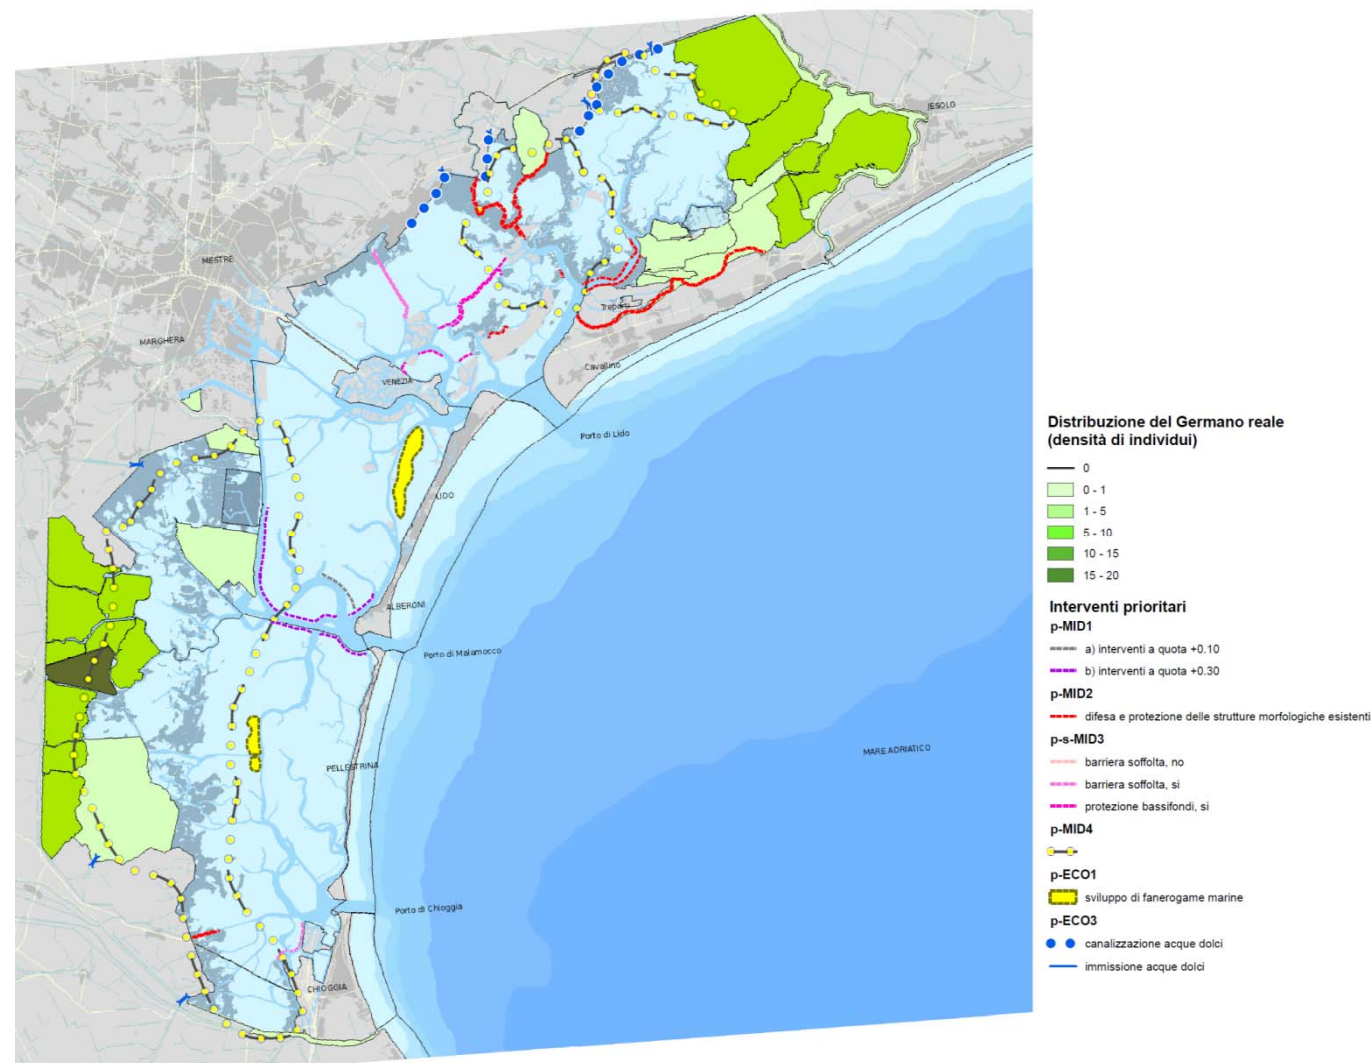 JESOLO
MESTRE
MARGHERA
Treporti
VENEZIA
Cavallino
Porto di Lido
LIDO
ALBERONI
Porto di Malamocco
PELLESTRINA
MARE ADRIATICO
Porto di Chioggia
CHIOGGIA
Distribuzione del Germano reale
(densità di individui)
0
0 - 1
1 - 5
5 - 10
10 - 15
15 - 20
Interventi prioritari
p-MID1
a) interventi a quota +0.10
b) interventi a quota +0.30
p-MID2
difesa e protezione delle strutture morfologiche esistenti
p-s-MID3
barriera soffolta, no
barriera soffolta, si
protezione bassifondi, si
p-MID4
p-ECO1
sviluppo di fanerogame marine
p-ECO3
canalizzazione acque dolci
immissione acque dolci